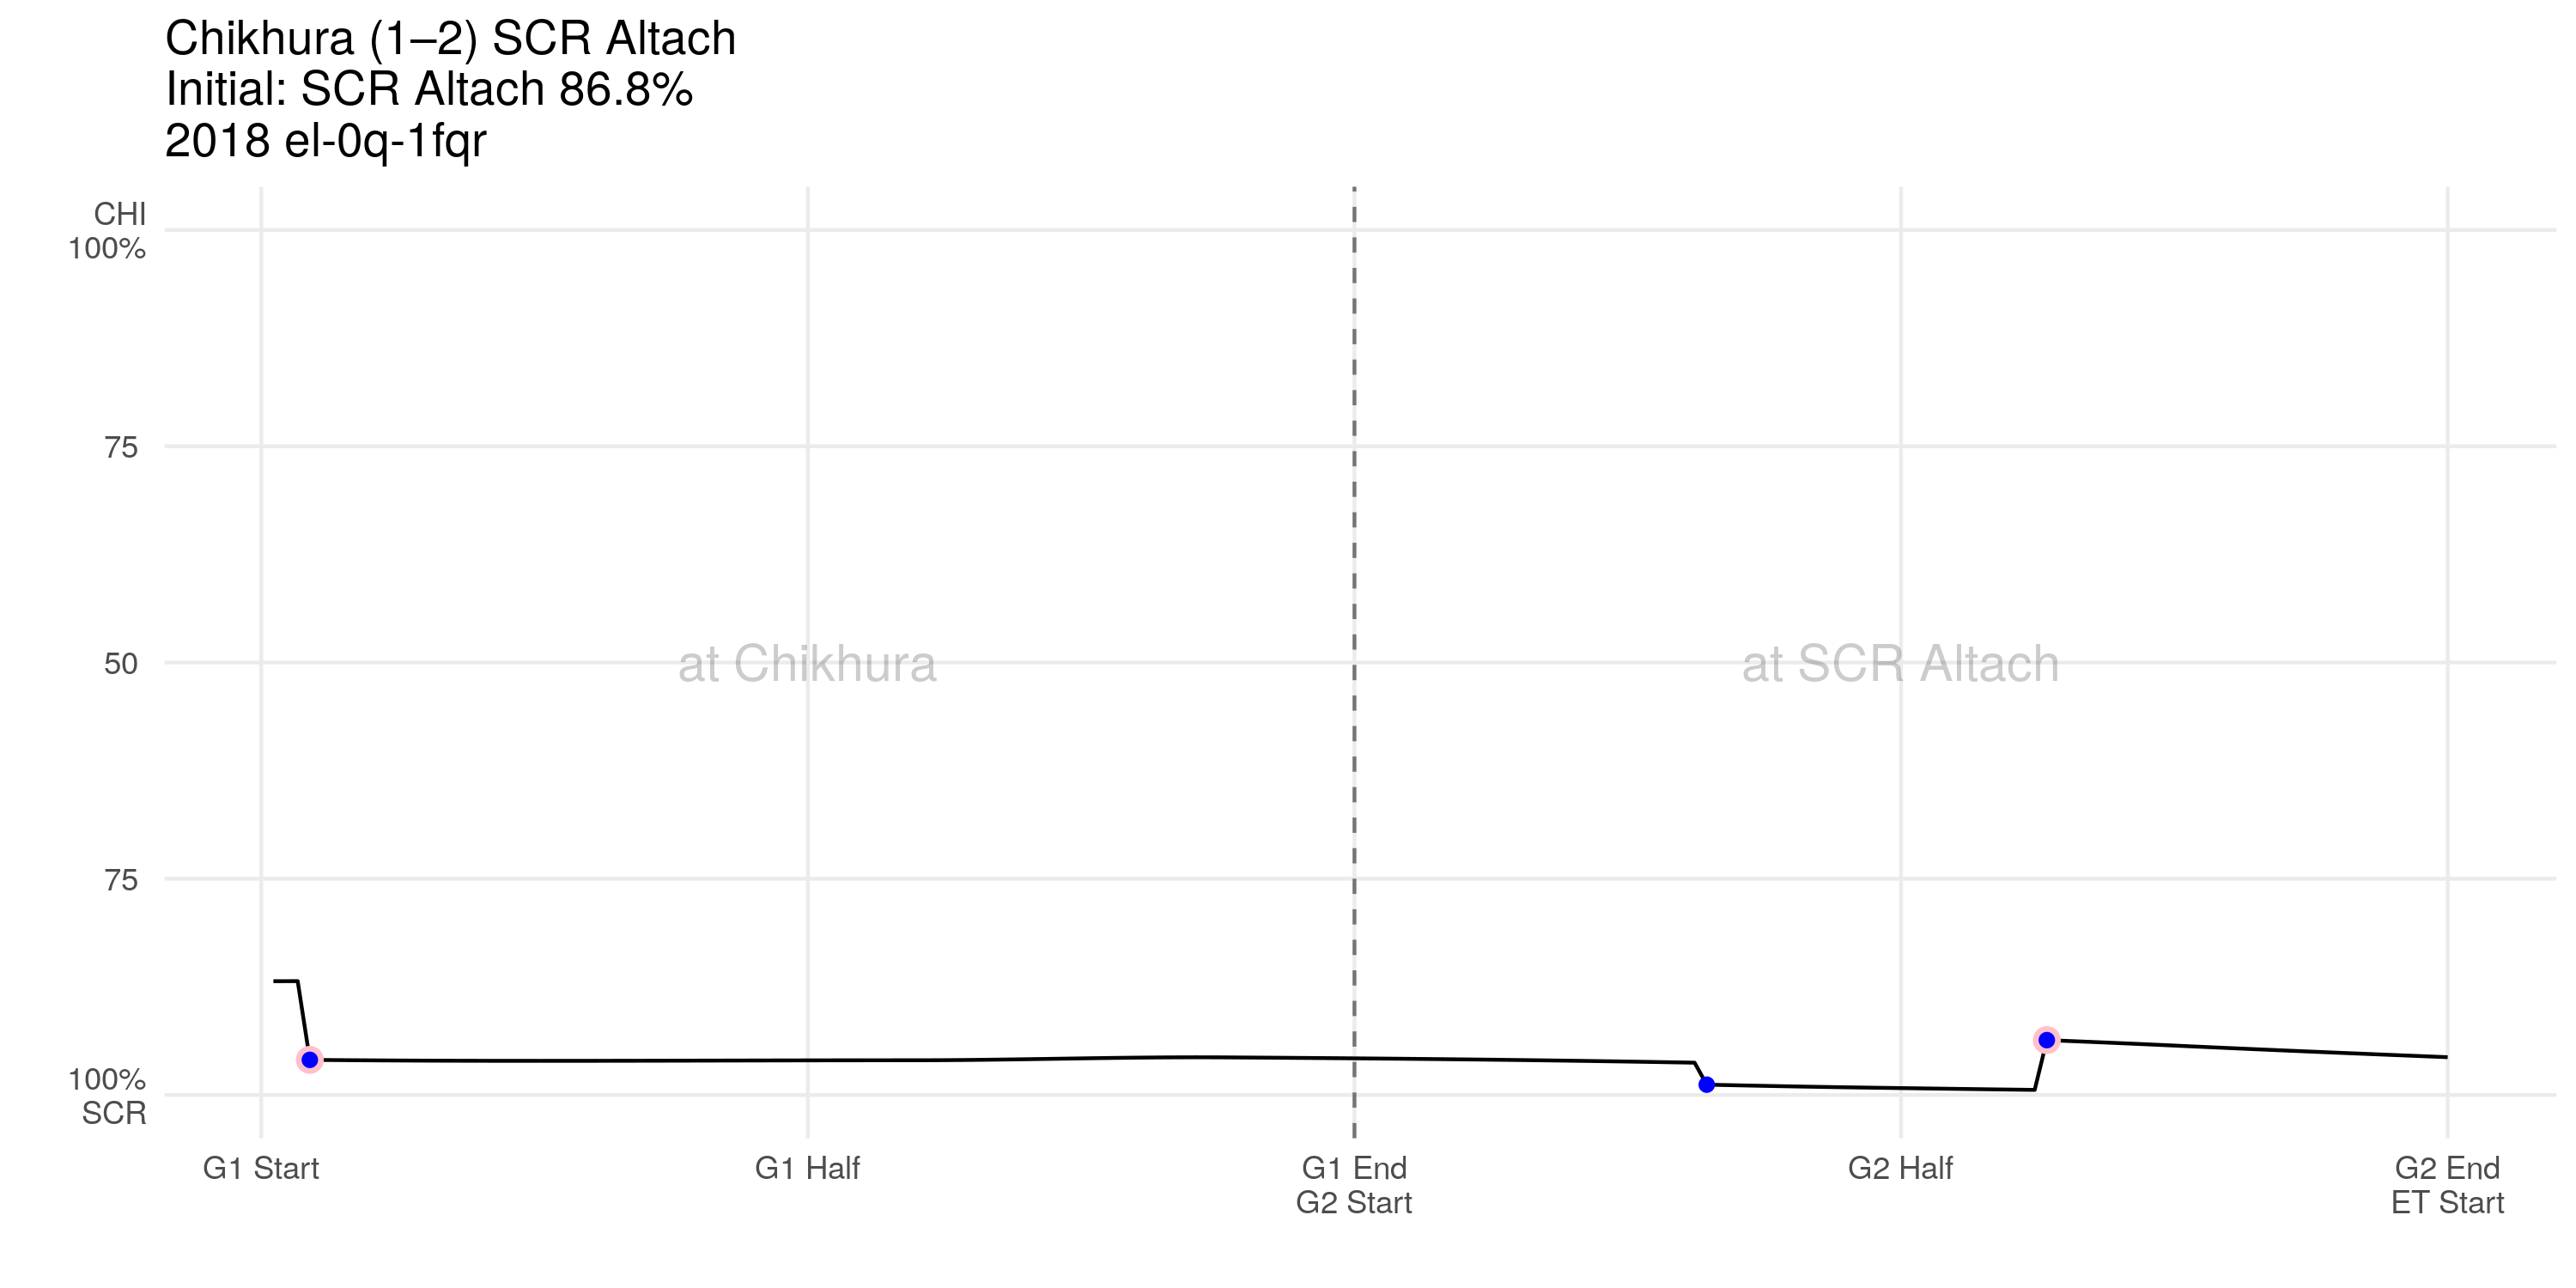 Chikhura (1–2) SCR Altach
Initial: SCR Altach 86.8%
2018 el-0q-1fqr
CHI
100%
75
50
75
100%
SCR
at Chikhura
at SCR Altach
G1 Start
G1 Half
G1 End
G2 Start
G2 Half
G2 End
ET Start